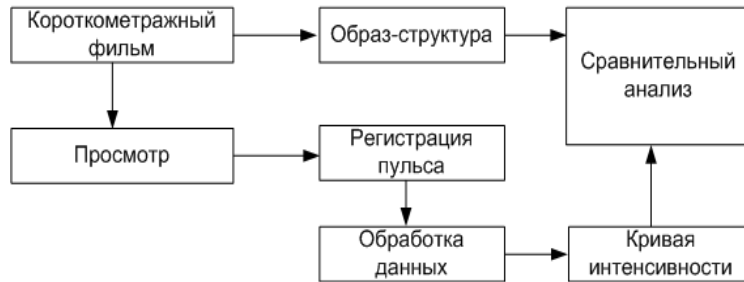 Короткометражный
фильм
Образ-структура
Сравнительный
анализ
Просмотр
Регистрация
пульса
Обработка
данных
Кривая
интенсивности